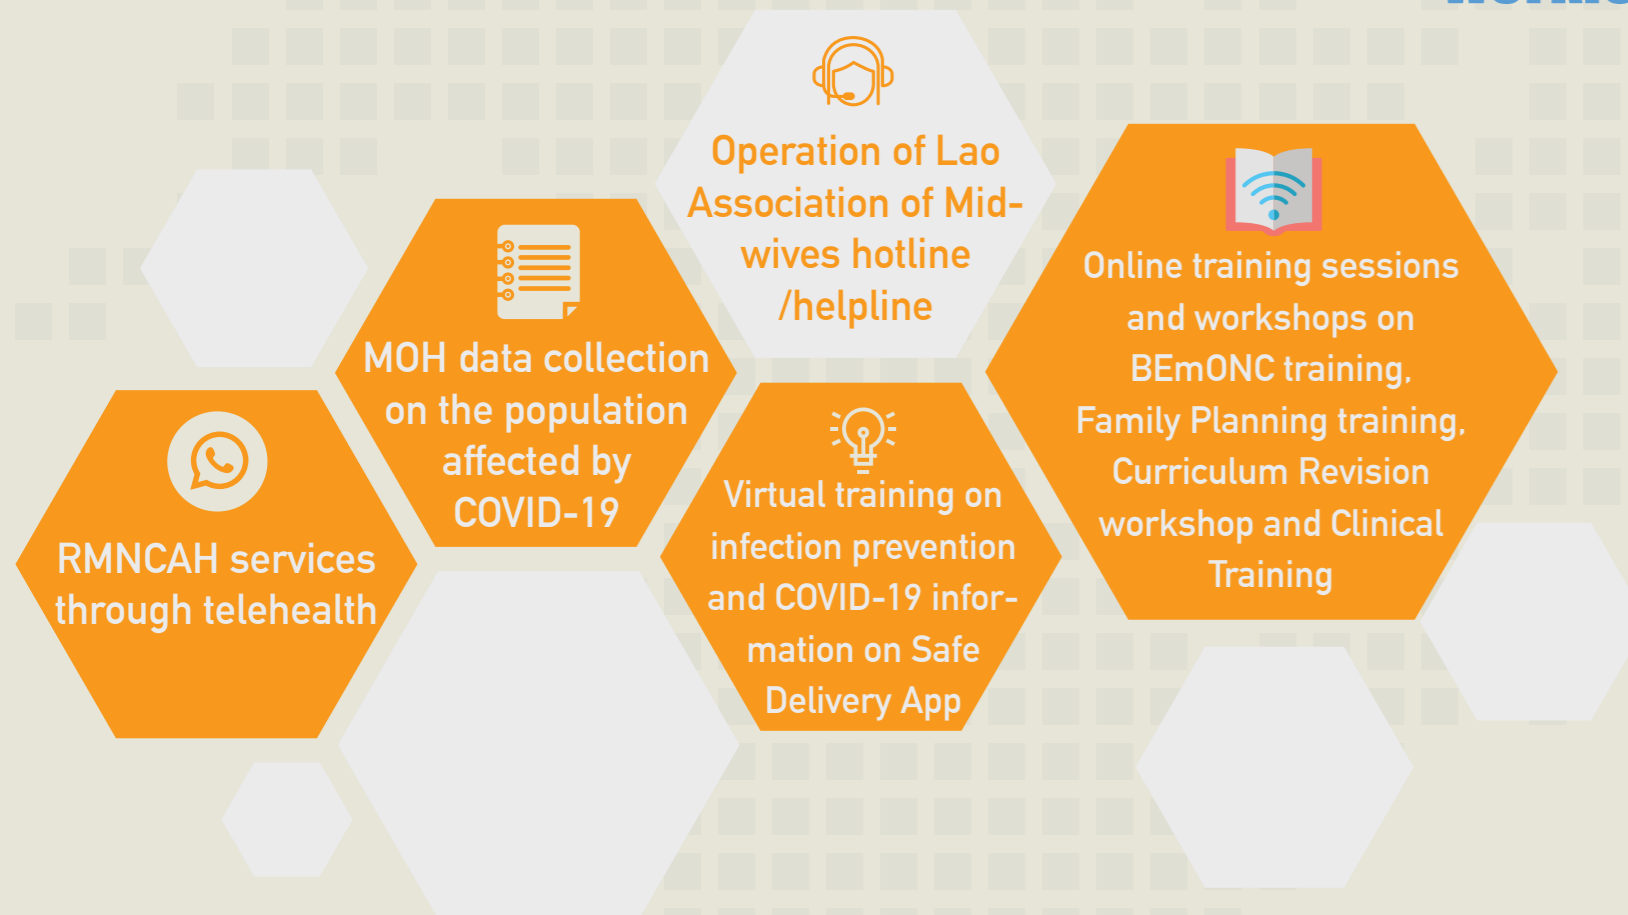 Operation of Lao
Association of Mid-
wives hotline
/helpline
MOH data collection
on the population
affected by
COVID-19
RMNCAH services
through telehealth
Virtual training on
infection prevention
and COVID-19 infor-
mation on Safe
Delivery App
Online training sessions
and workshops on
BEmONC training,
Family Planning training,
Curriculum Revision
workshop and Clinical
Training